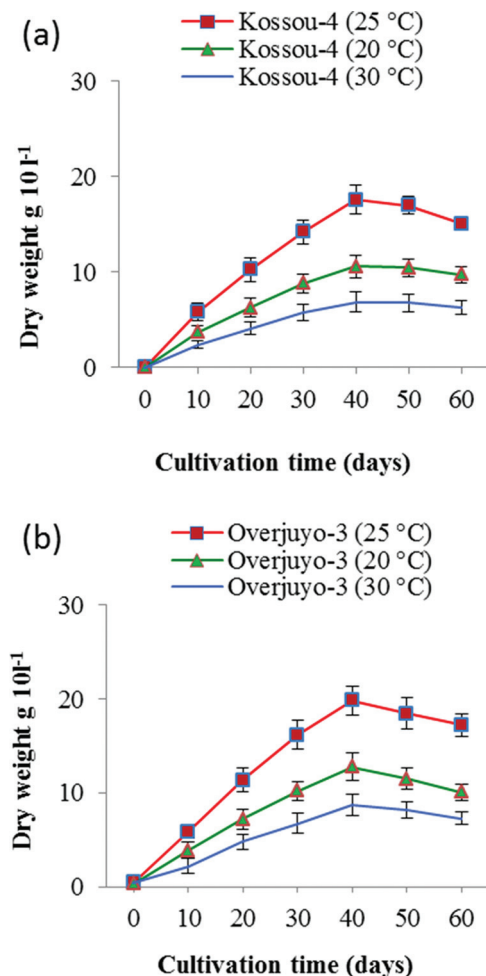 (a)
Kossou-4 (25 °C)
Kossou-4 (20 °C)
Kossou-4 (30 °C)
Dry weight g 10 l-¹
30
20
10
0
0 10 20 30 40 50 60
Cultivation time (days)
(b)
Overjuyo-3 (25 °C)
Overjuyo-3 (20 °C)
Overjuyo-3 (30 °C)
Dry weight g 10l-¹
30
20
10
0
0 10 20 30 40 50 60
Cultivation time (days)